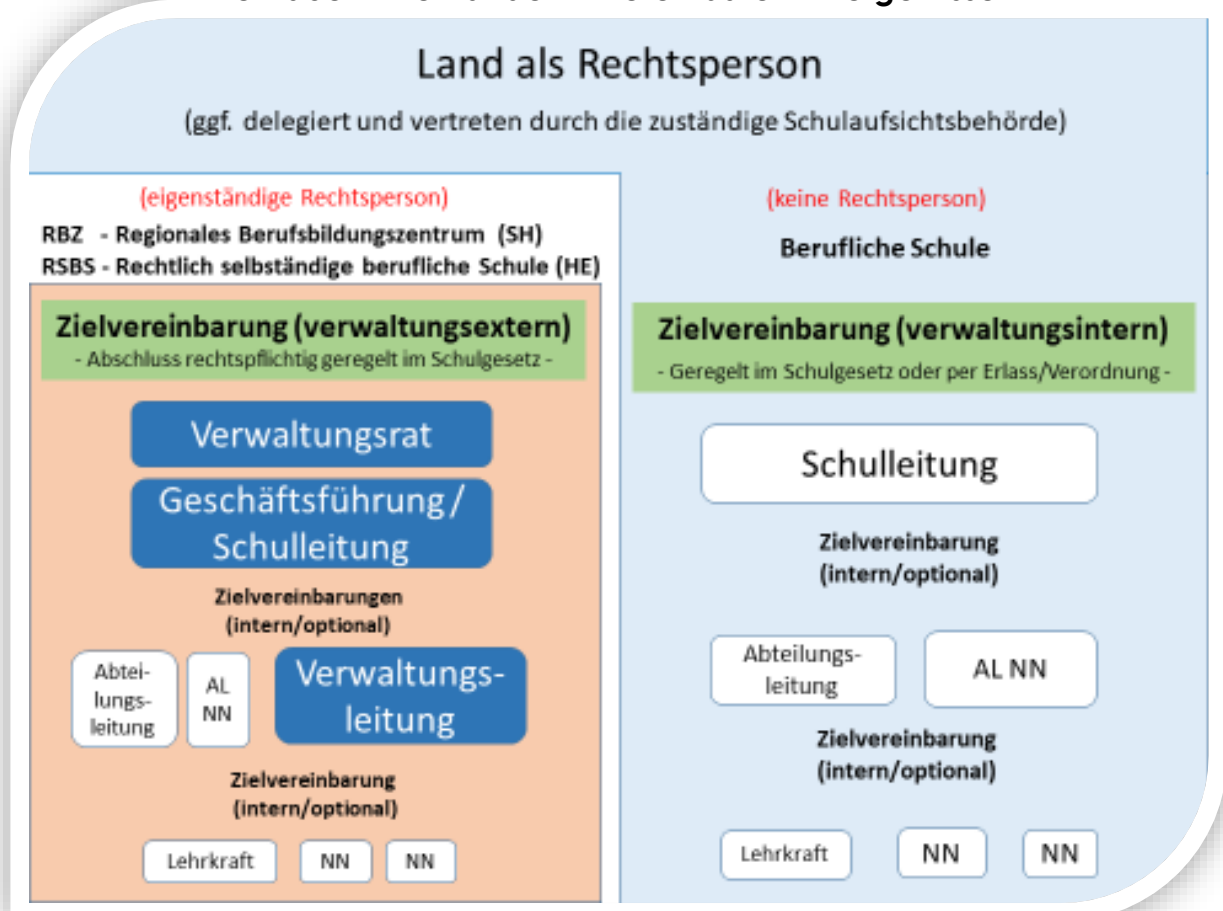 Land als Rechtsperson
(ggf. delegiert und vertreten durch die zuständige Schulaufsichtsbehörde)
(eigenständige Rechtsperson)
RBZ - Regionales Berufsbildungszentrum (SH)
RSBS - Rechtlich selbständige berufliche Schule (HE)
Zielvereinbarung (verwaltungsextern)
- Abschluss rechtspflichtig geregelt im Schulgesetz -
Verwaltungsrat
Geschäftsführung/
Schulleitung
Zielvereinbarungen
(intern/optional)
Abtei-
lungs-
leitung
AL
NN
Verwaltungs-
leitung
Zielvereinbarung
(intern/optional)
Lehrkraft
NN
NN
(keine Rechtsperson)
Berufliche Schule
Zielvereinbarung (verwaltungsintern)
- Geregelt im Schulgesetz oder per Erlass/Verordnung -
Schulleitung
Zielvereinbarung
(intern/optional)
Abteilungs-
leitung
AL NN
Zielvereinbarung
(intern/optional)
Lehrkraft
NN
NN